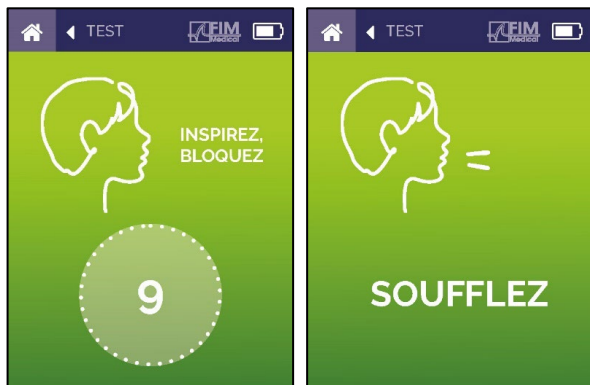 TEST
FIM
Medical
INSPIREZ,
BLOQUEZ
9
TEST
FIM
Medical
SOUFFLEZ